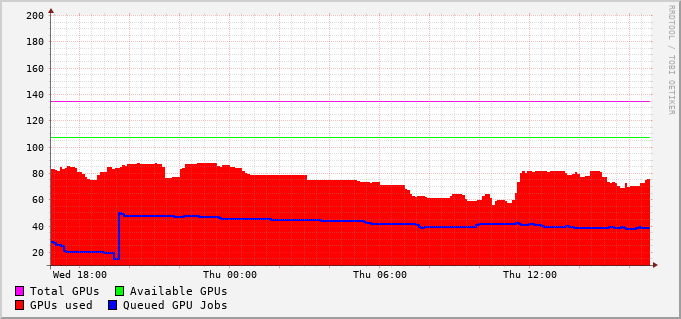 200
180
160
140
120
100
80
60
40
20
Wed 18:00 Thu 00:00 Thu 06:00 Thu 12:00
Total GPUs Available GPUs
GPUs used Queued GPU Jobs
RRDTOOL / TOBI OETIKER